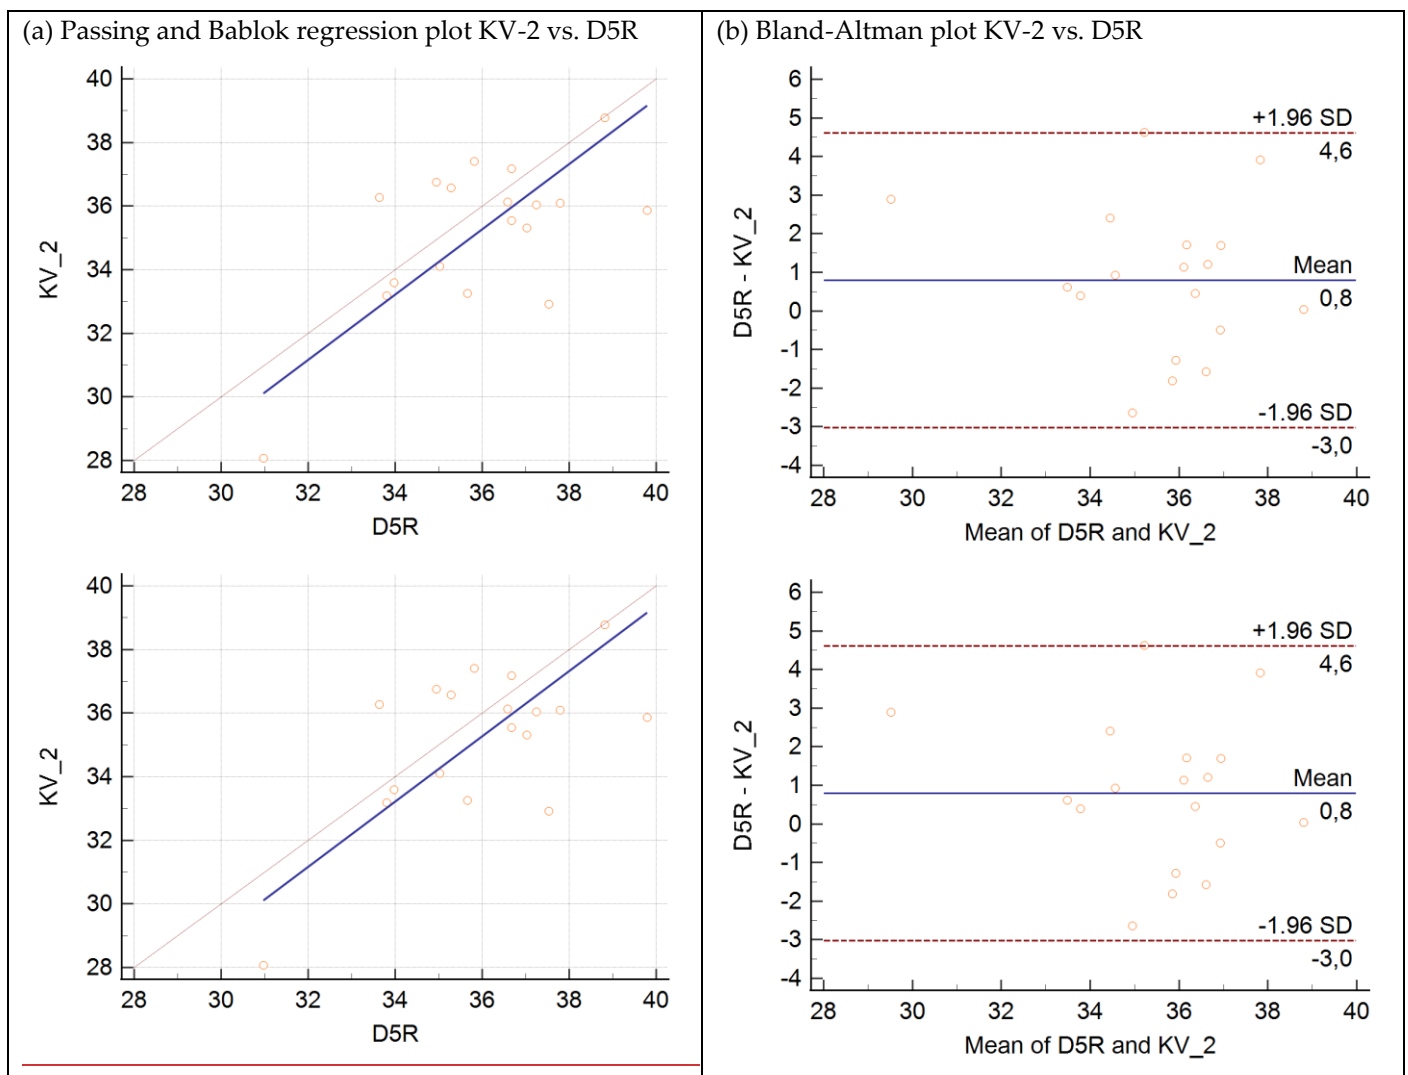 (a) Passing and Bablok regression plot KV-2 vs. D5R
40
38
36
34
32
30
28
KV_2
28 30 32 34 36 38 40
D5R
40
38
36
34
32
30
28
KV_2
28 30 32 34 36 38 40
D5R
(b) Bland-Altman plot KV-2 vs. D5R
6
5
4
3
2
1
0
-1
-2
-3
-4
D5R - KV_2
+1.96 SD
4,6
Mean
0,8
-1.96 SD
-3,0
28 30 32 34 36 38 40
Mean of D5R and KV_2
6
5
4
3
2
1
0
-1
-2
-3
-4
D5R - KV_2
+1.96 SD
4,6
Mean
0,8
-1.96 SD
-3,0
28 30 32 34 36 38 40
Mean of D5R and KV_2